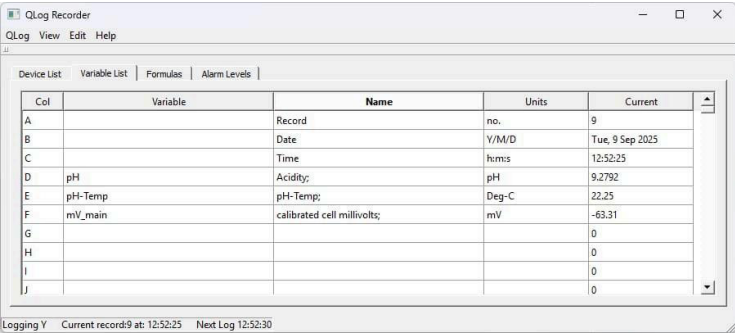 QLog Recorder
QLog View Edit Help
Device List Variable List Formulas Alarm Levels
Col Variable Name Units Current
A Record no. 9
B Date Y/M/D Tue, 9 Sep 2025
C Time h:m:s 12:52:25
D pH Acidity; pH 9.2792
E pH-Temp pH-Temp; Deg-C 22.25
F mV_main calibrated cell millivolts; mV -63.31
G 0
H 0
I 0
J 0
Logging Y Current record:9 at: 12:52:25 Next Log 12:52:30